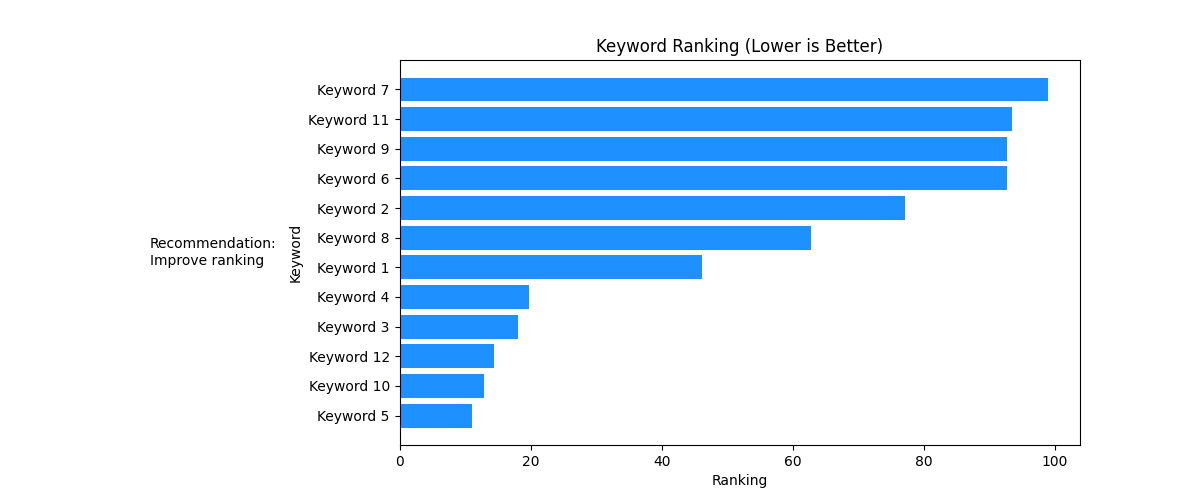 Keyword Ranking (Lower is Better)
Keyword 7
Keyword 11
Keyword 9
Keyword 6
Keyword 2
Keyword 8
Keyword 1
Keyword 4
Keyword 3
Keyword 12
Keyword 10
Keyword 5
Keyword
Recommendation:
Improve ranking
0 20 40 60 80 100
Ranking